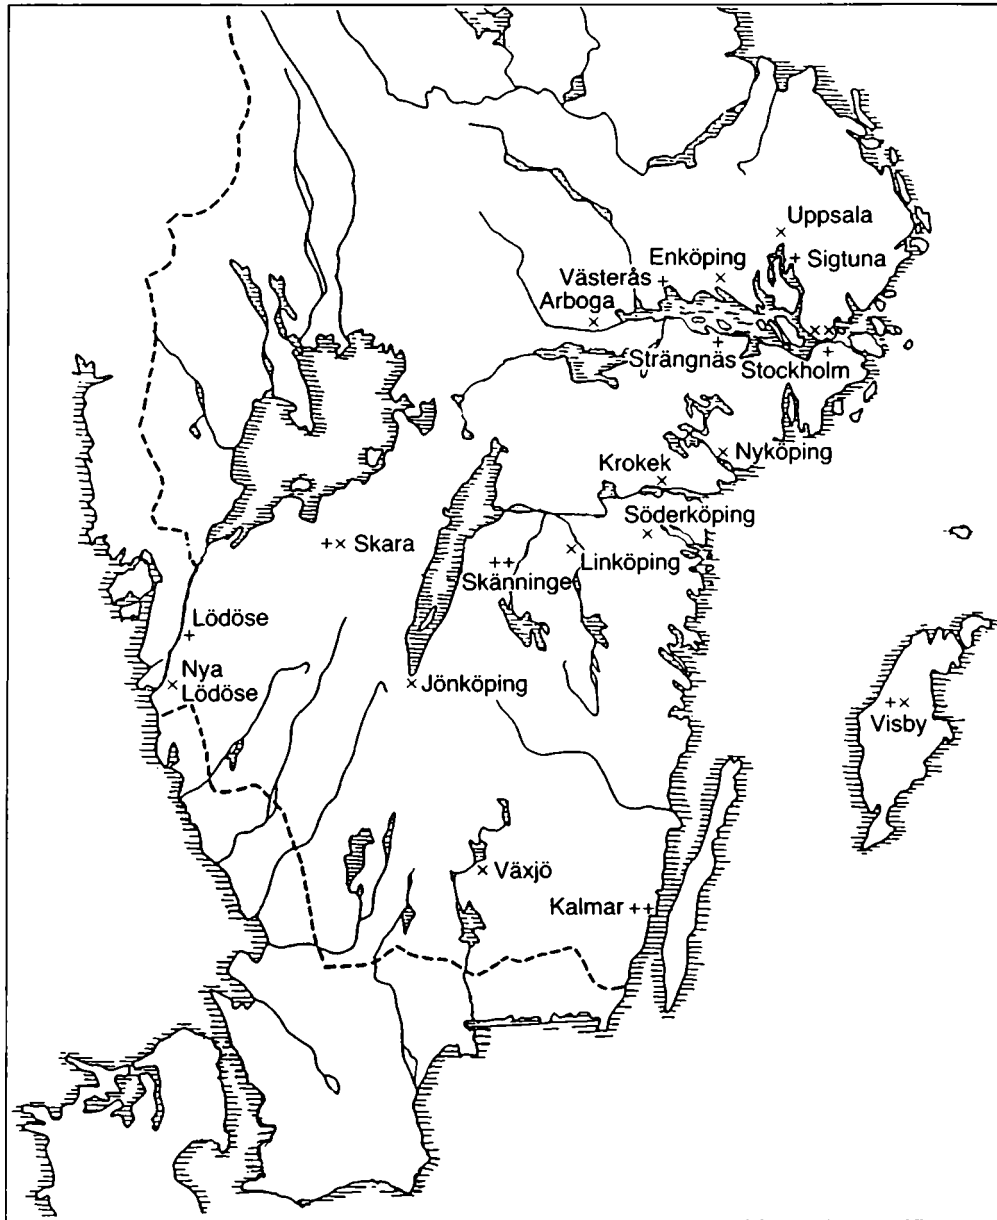 Uppsala
Sigtuna
Enköping
Västerås
Arboga
Strängnäs
Stockholm
Nyköping
Krokek
Söderköping
Skara
Linköping
Skänninge
Lödöse
Nya
Lödöse
Jönköping
Visby
Växjö
Kalmar